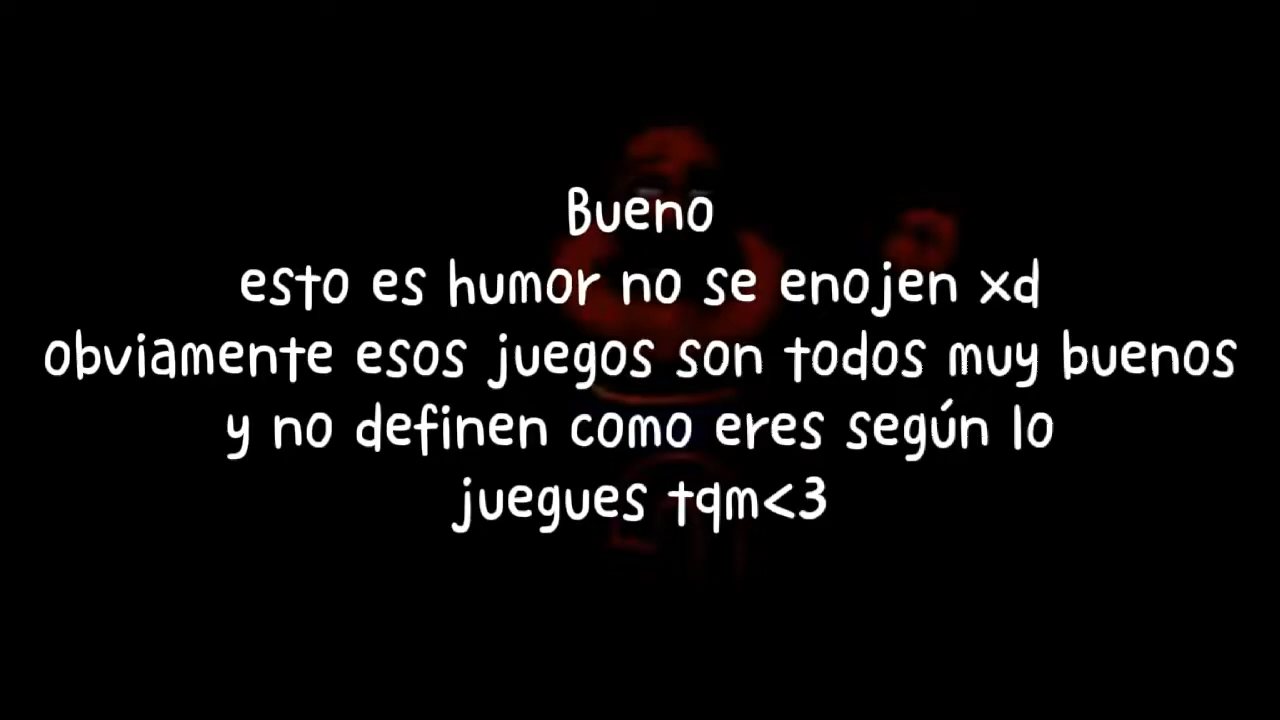 Bueno
esto es humor no se enojen xd
obviamente esos juegos son todos muy buenos
y no definen como eres según lo
juegues tqm<3